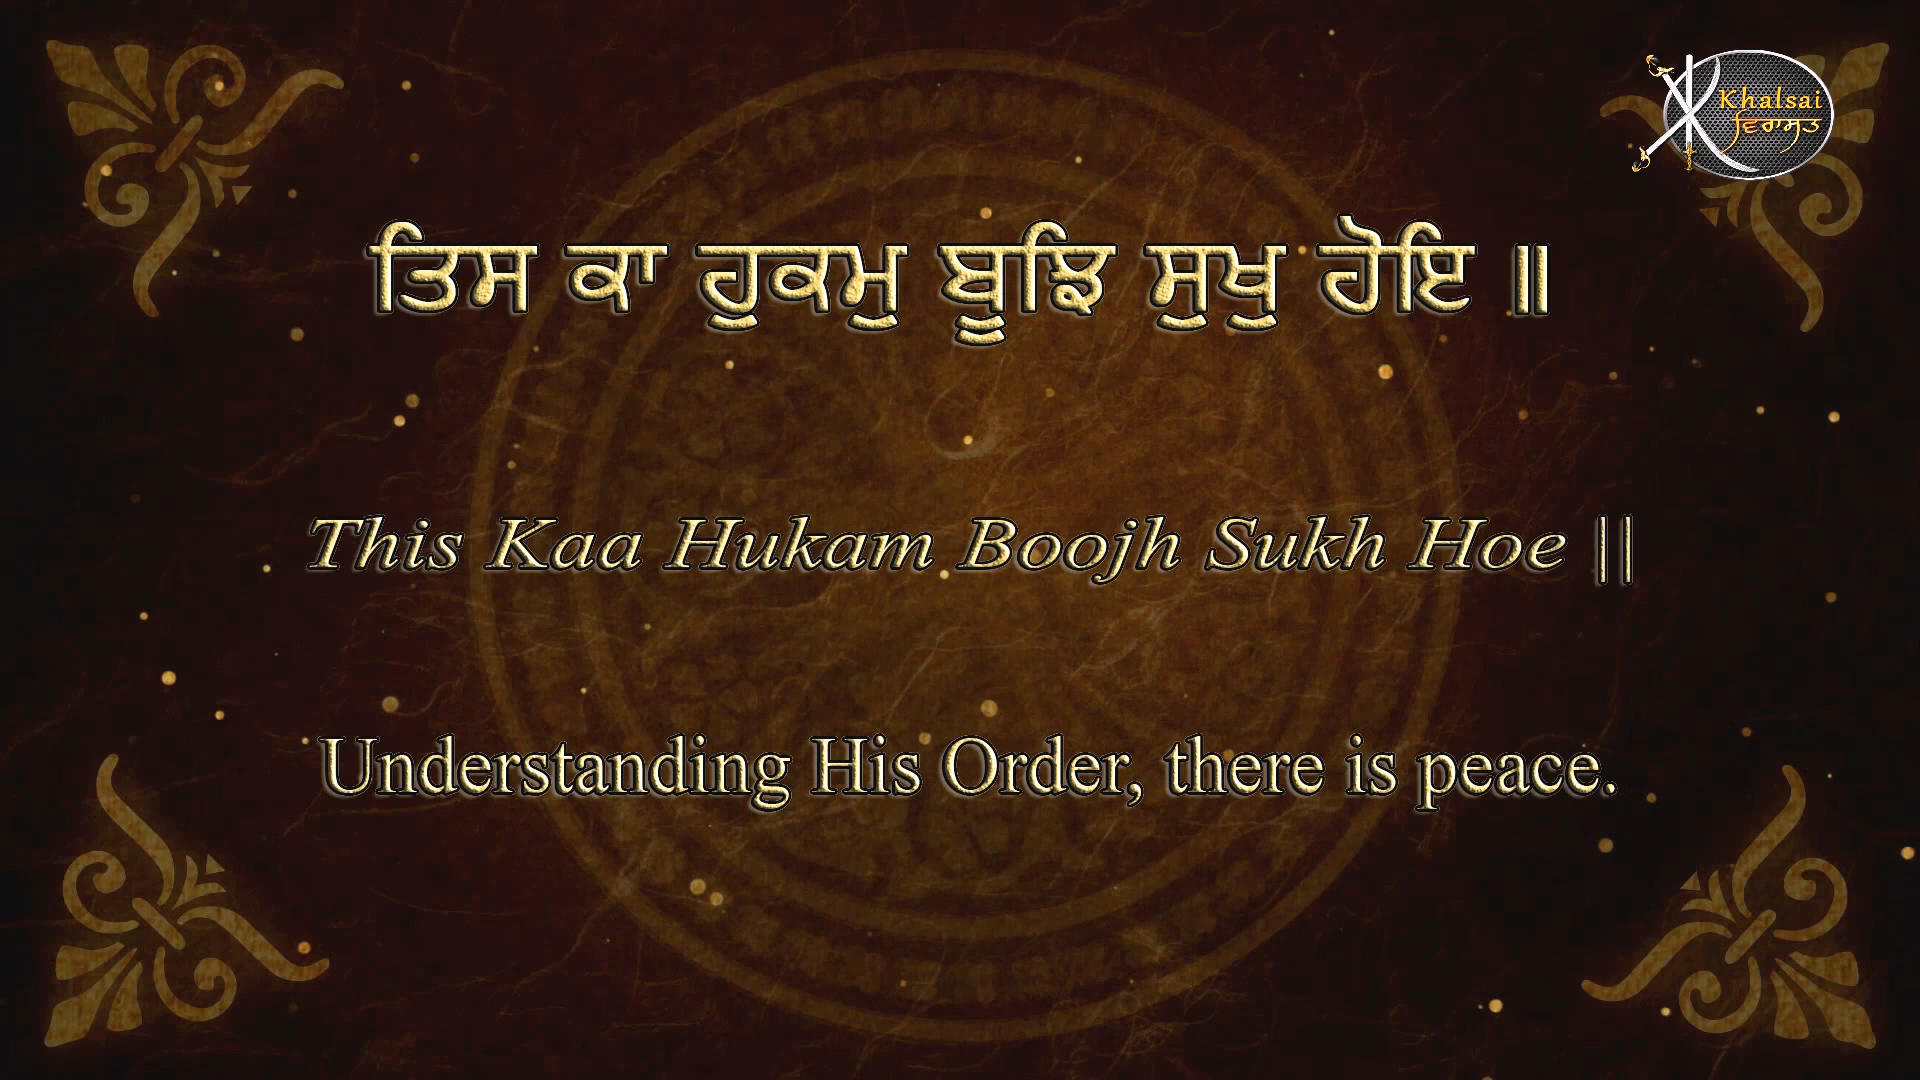 Khalsai
ਵਿਰਾਸਤ
ਤਿਸ ਕਾ ਹੁਕਮੁ ਬੂਝਿ ਸੁਖੁ ਹੋਇ ॥
This Kaa Hukam Boojh Sukh Hoe ||
Understanding His Order, there is peace.